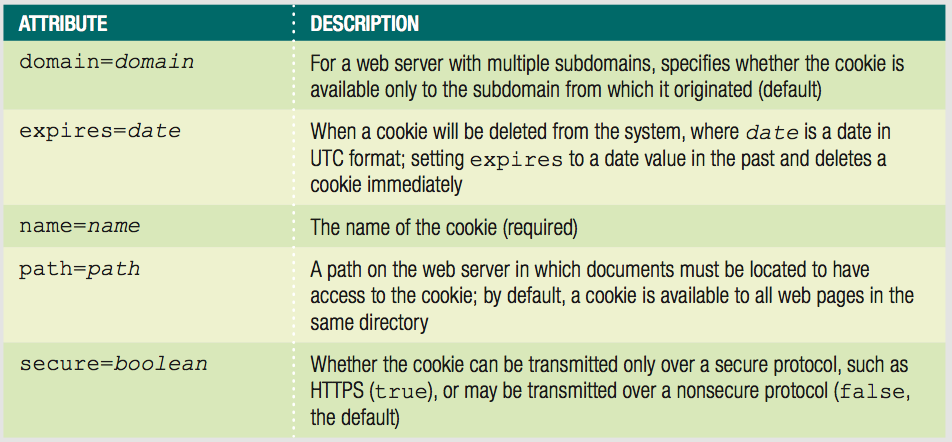 ATTRIBUTE DESCRIPTION
domain=domain For a web server with multiple subdomains, specifies whether the cookie is
available only to the subdomain from which it originated (default)
expires=date When a cookie will be deleted from the system, where date is a date in
UTC format; setting expires to a date value in the past and deletes a
cookie immediately
name=name The name of the cookie (required)
path=path A path on the web server in which documents must be located to have
access to the cookie; by default, a cookie is available to all web pages in the
same directory
secure=boolean Whether the cookie can be transmitted only over a secure protocol, such as
HTTPS (true), or may be transmitted over a nonsecure protocol (false,
the default)